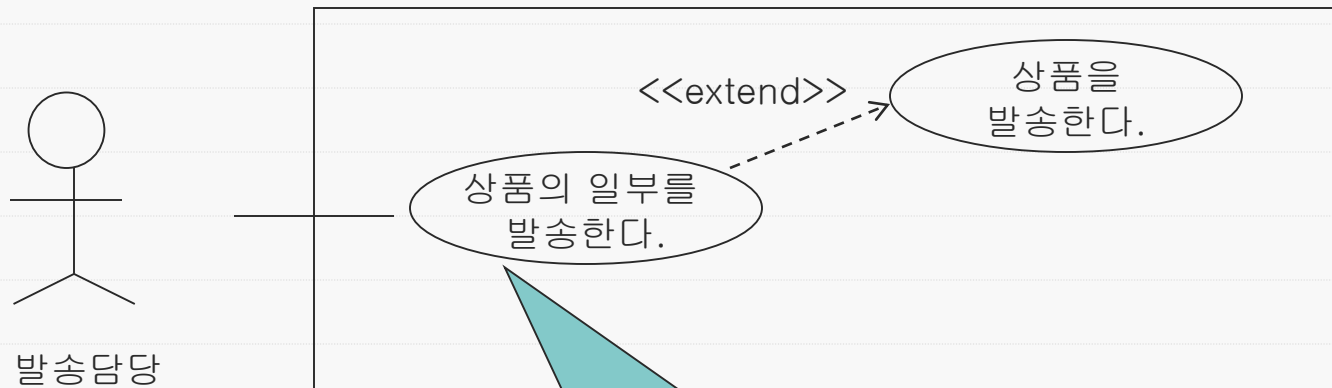 <<extend>>
상품을
발송한다.
상품의 일부를
발송한다.
발송담당